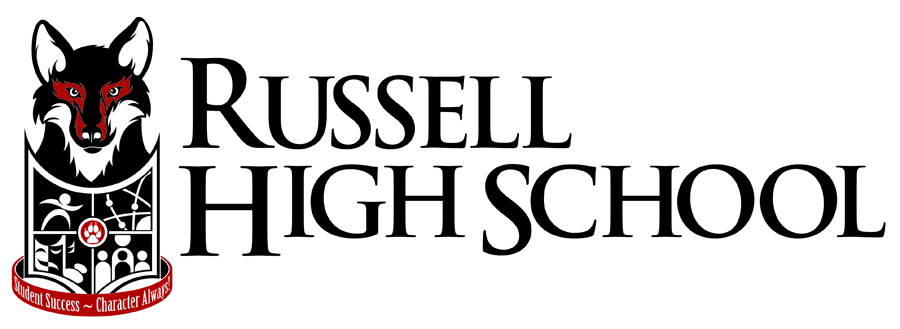 RUSSELL
HIGH SCHOOL
Student Success ~ Character Always!